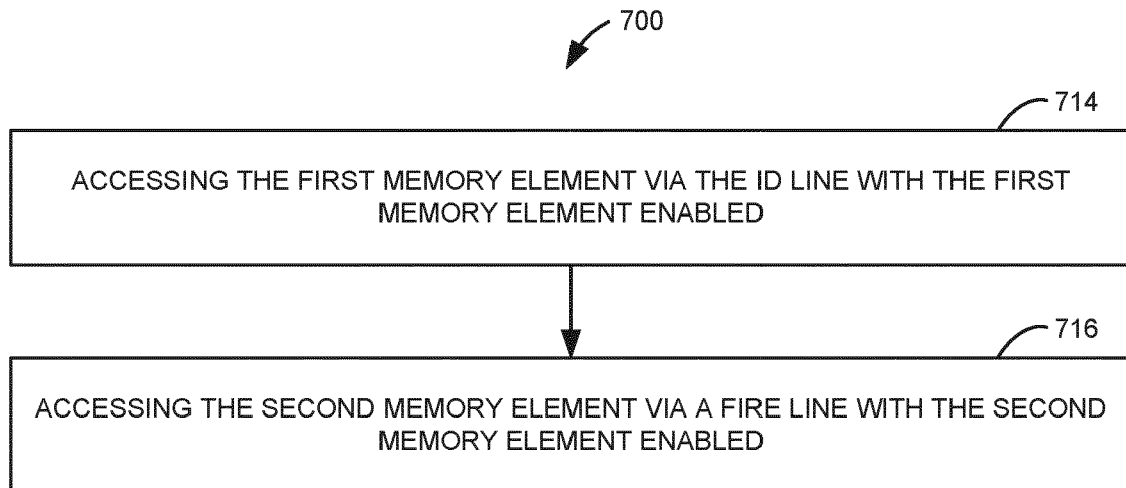 700
714
ACCESSING THE FIRST MEMORY ELEMENT VIA THE ID LINE WITH THE FIRST
MEMORY ELEMENT ENABLED
716
ACCESSING THE SECOND MEMORY ELEMENT VIA A FIRE LINE WITH THE SECOND
MEMORY ELEMENT ENABLED